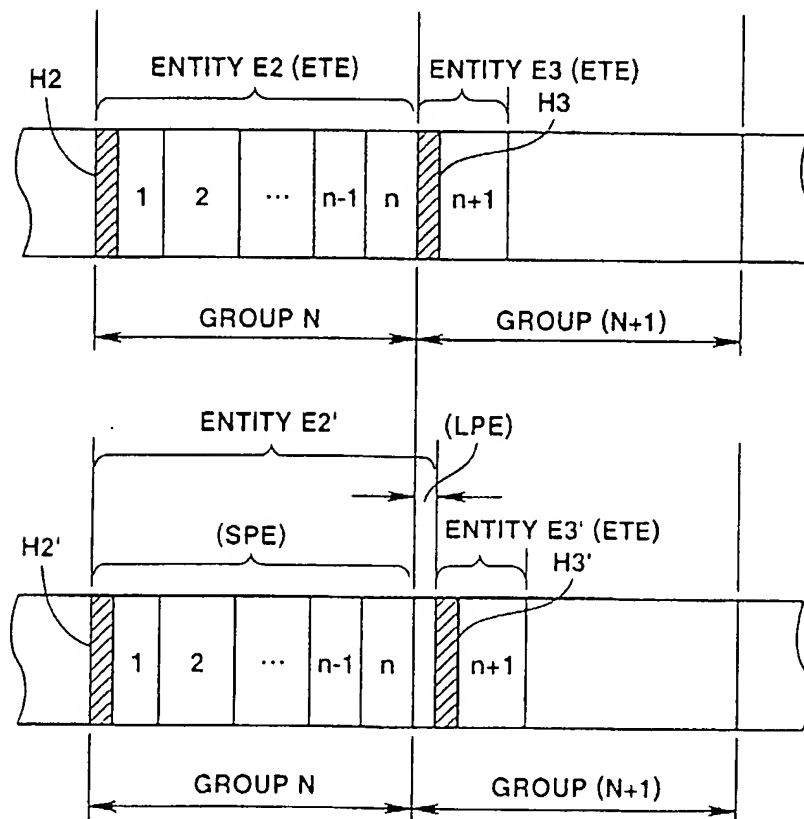 ENTITY E2 (ETE)
ENTITY E3 (ETE)
H2
H3
1 2 ... n-1 n n+1
GROUP N
GROUP (N+1)
ENTITY E2'
(LPE)
(SPE)
ENTITY E3' (ETE)
H2'
H3'
1 2 ... n-1 n n+1
GROUP N
GROUP (N+1)